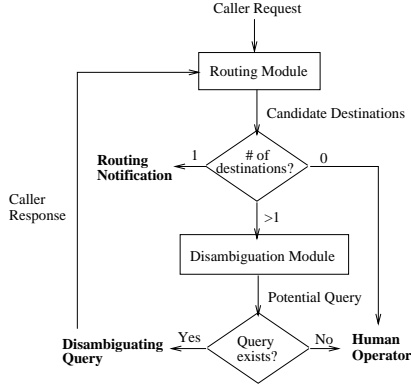 Caller Request
Routing Module
Candidate Destinations
# of
destinations?
1
0
Routing
Notification
Caller
Response
>1
Disambiguation Module
Potential Query
Query
exists?
Yes
No
Disambiguating
Query
Human
Operator